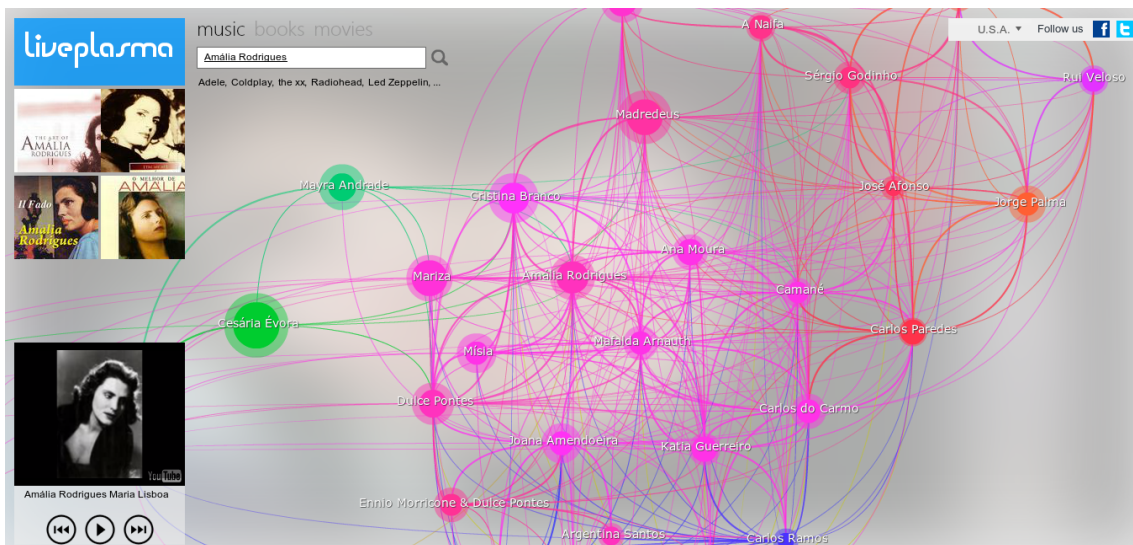 liveplasma
music books movies
Amália Rodrigues
Adele, Coldplay, the xx, Radiohead, Led Zeppelin, ...
U.S.A. Follow us
THE ART OF
AMÁLIA
RODRIGUES
II
Il Fado
Amalia
Rodrigues
O MELHOR DE
AMÁLIA
YouTube
Amália Rodrigues Maria Lisboa
A Naifa
Sérgio Godinho
Rui Veloso
Madredeus
Mayra Andrade
Cristina Branco
José Afonso
Jorge Palma
Ana Moura
Mariza
Amália Rodrigues
Camané
Cesária Évora
Carlos Paredes
Mafalda Arnauth
Mísia
Dulce Pontes
Carlos do Carmo
Joana Amendoeira
Katia Guerreiro
Ennio Morricone & Dulce Pontes
Argentina Santos
Carlos Ramos